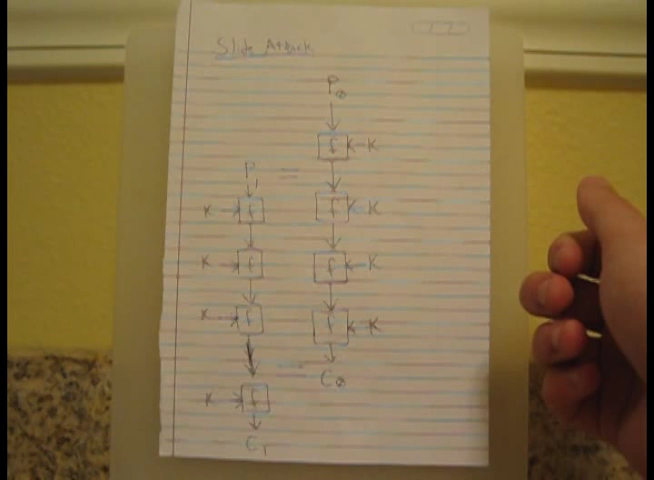 Slide Attack
P0
f K
P1 =
K f f K
K f f K
K f f K
=
C0
K f
C1